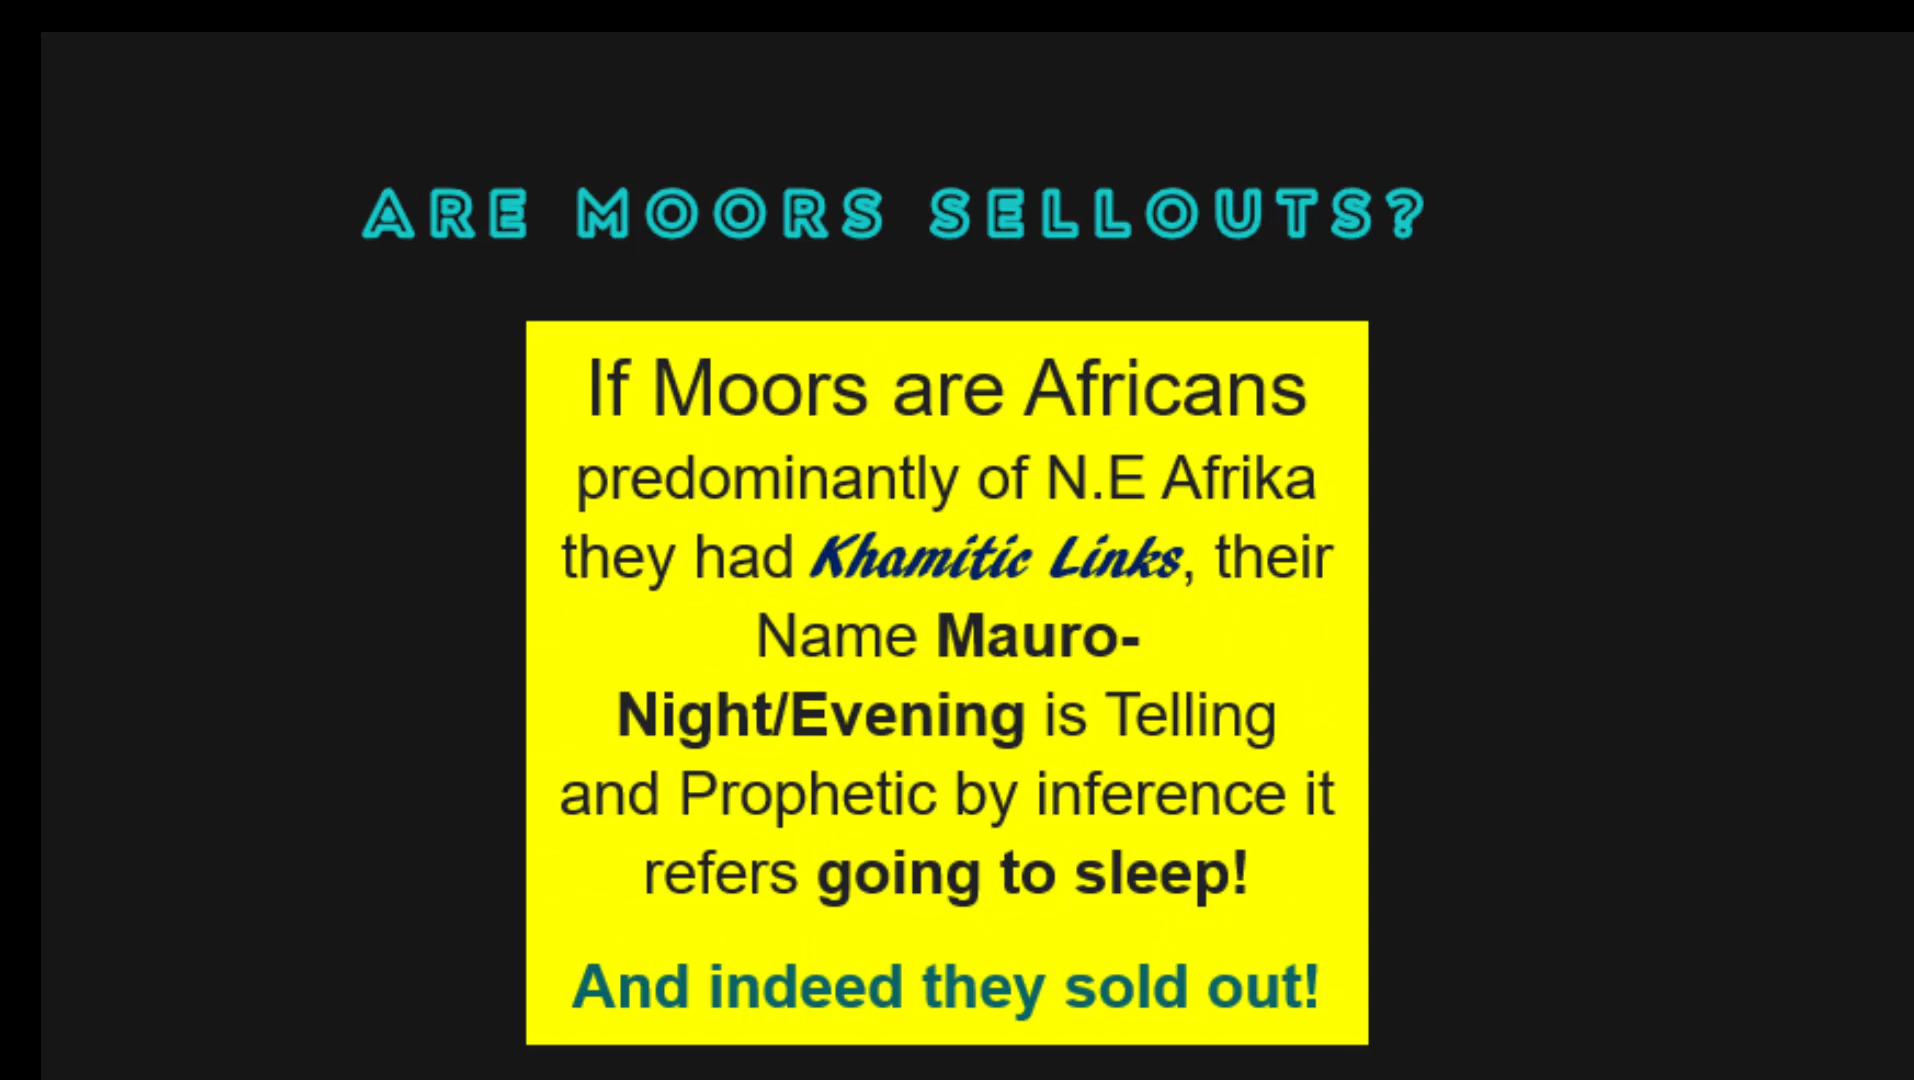 ARE MOORS SELLOUTS?
If Moors are Africans
predominantly of N.E Afrika
they had Khamitic Links, their
Name Mauro-
Night/Evening is Telling
and Prophetic by inference it
refers going to sleep!
And indeed they sold out!